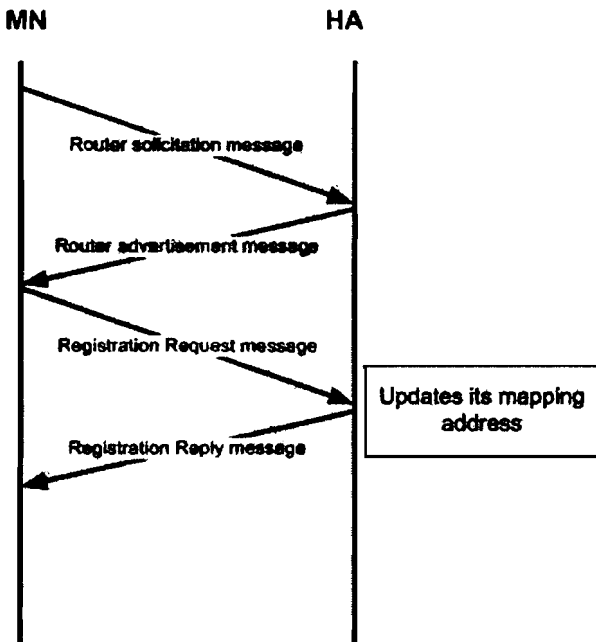 MN
HA
Router solicitation message
Router advertisement message
Registration Request message
Updates its mapping
address
Registration Reply message